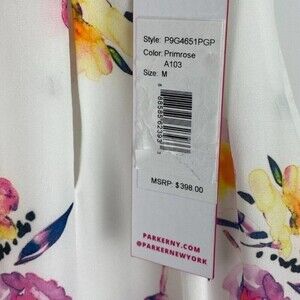 Style: P9G4651PGP
Color: Primrose
A103
Size: M
MSRP: $398.00
PARKERNY.COM
@PARKERNEWYORK